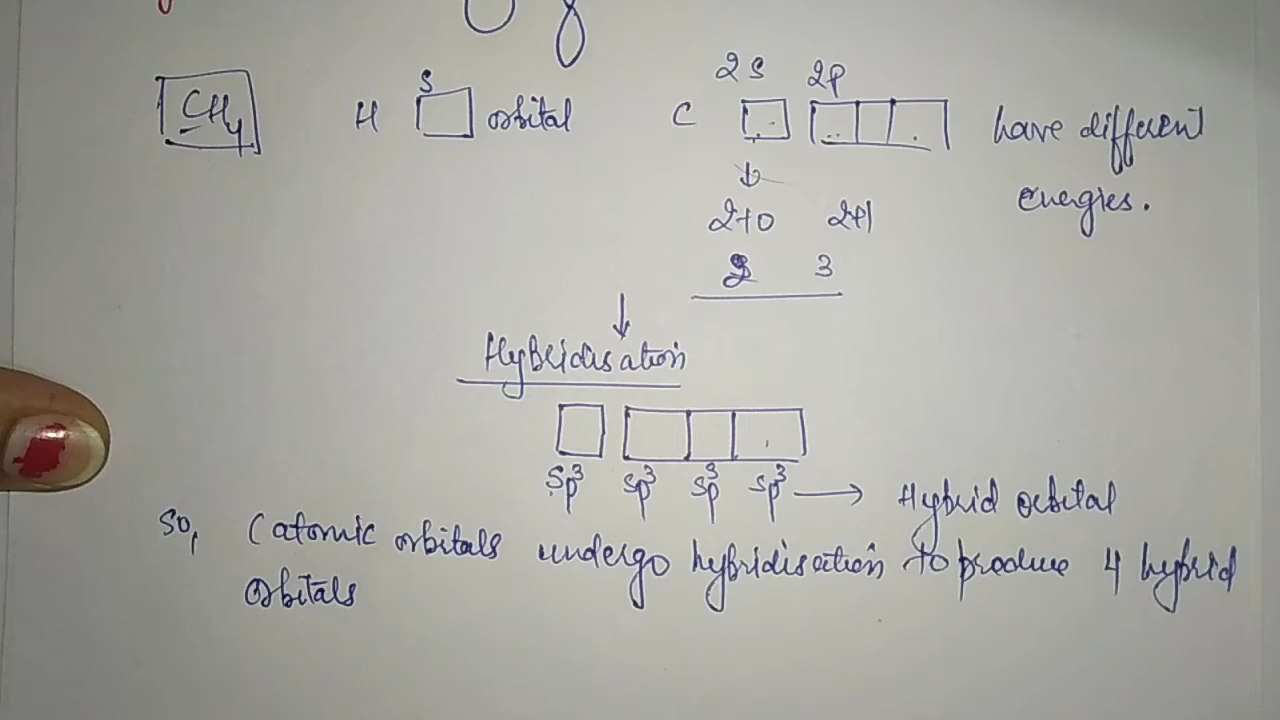 2s 2p
CH4 H s orbital C have different
energies.
2+0 2+1
2 3
Hybridisation
sp3 sp3 sp3 sp3 → Hybrid orbital
So, C atomic orbitals undergo hybridisation to produce 4 hybrid
orbitals